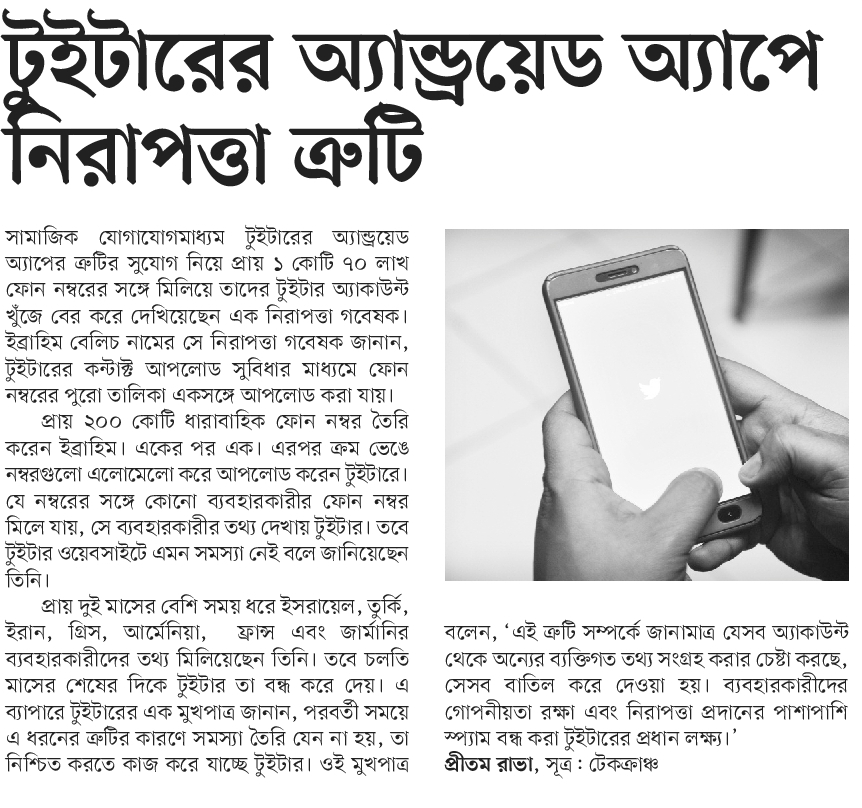 টুইটারের অ্যান্ড্রয়েড অ্যাপে
নিরাপত্তা ত্রুটি
সামাজিক যোগাযোগমাধ্যম টুইটারের অ্যান্ড্রয়েড
অ্যাপের ত্রুটির সুযোগ নিয়ে প্রায় ১ কোটি ৭০ লাখ
ফোন নম্বরের সঙ্গে মিলিয়ে তাদের টুইটার অ্যাকাউন্ট
খুঁজে বের করে দেখিয়েছেন এক নিরাপত্তা গবেষক।
ইব্রাহিম বেলিচ নামের সে নিরাপত্তা গবেষক জানান,
টুইটারের কন্টাক্ট আপলোড সুবিধার মাধ্যমে ফোন
নম্বরের পুরো তালিকা একসঙ্গে আপলোড করা যায়।
প্রায় ২০০ কোটি ধারাবাহিক ফোন নম্বর তৈরি
করেন ইব্রাহিম। একের পর এক। এরপর ক্রম ভেঙে
নম্বরগুলো এলোমেলো করে আপলোড করেন টুইটারে।
যে নম্বরের সঙ্গে কোনো ব্যবহারকারীর ফোন নম্বর
মিলে যায়, সে ব্যবহারকারীর তথ্য দেখায় টুইটার। তবে
টুইটার ওয়েবসাইটে এমন সমস্যা নেই বলে জানিয়েছেন
তিনি।
প্রায় দুই মাসের বেশি সময় ধরে ইসরায়েল, তুর্কি,
ইরান, গ্রিস, আর্মেনিয়া, ফ্রান্স এবং জার্মানির
ব্যবহারকারীদের তথ্য মিলিয়েছেন তিনি। তবে চলতি
মাসের শেষের দিকে টুইটার তা বন্ধ করে দেয়। এ
ব্যাপারে টুইটারের এক মুখপাত্র জানান, পরবর্তী সময়ে
এ ধরনের ত্রুটির কারণে সমস্যা তৈরি যেন না হয়, তা
নিশ্চিত করতে কাজ করে যাচ্ছে টুইটার। ওই মুখপাত্র
বলেন, ‘এই ত্রুটি সম্পর্কে জানামাত্র যেসব অ্যাকাউন্ট
থেকে অন্যের ব্যক্তিগত তথ্য সংগ্রহ করার চেষ্টা করছে,
সেসব বাতিল করে দেওয়া হয়। ব্যবহারকারীদের
গোপনীয়তা রক্ষা এবং নিরাপত্তা প্রদানের পাশাপাশি
স্প্যাম বন্ধ করা টুইটারের প্রধান লক্ষ্য।’
প্রীতম রাভা, সূত্র : টেকক্রাঞ্চ